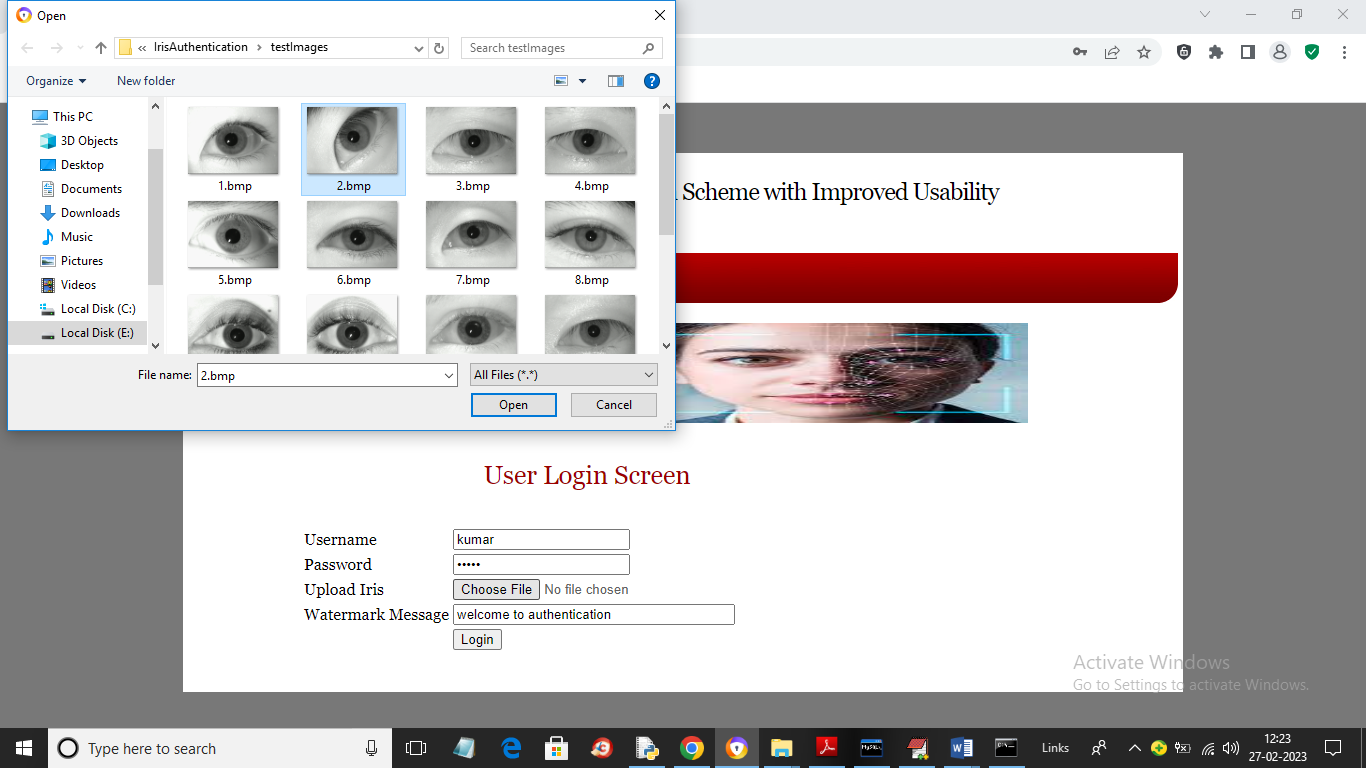 Open
« IrisAuthentication > testImages
Search testImages
Organize
New folder
This PC
3D Objects
Desktop
Documents
Downloads
Music
Pictures
Videos
Local Disk (C:)
Local Disk (E:)
1.bmp
2.bmp
3.bmp
4.bmp
5.bmp
6.bmp
7.bmp
8.bmp
File name:
2.bmp
All Files (*.*)
Open
Cancel
Scheme with Improved Usability
User Login Screen
Username
kumar
Password
•••••
Upload Iris
Choose File No file chosen
Watermark Message
welcome to authentication
Login
Activate Windows
Go to Settings to activate Windows.
Type here to search
Links
12:23
27-02-2023